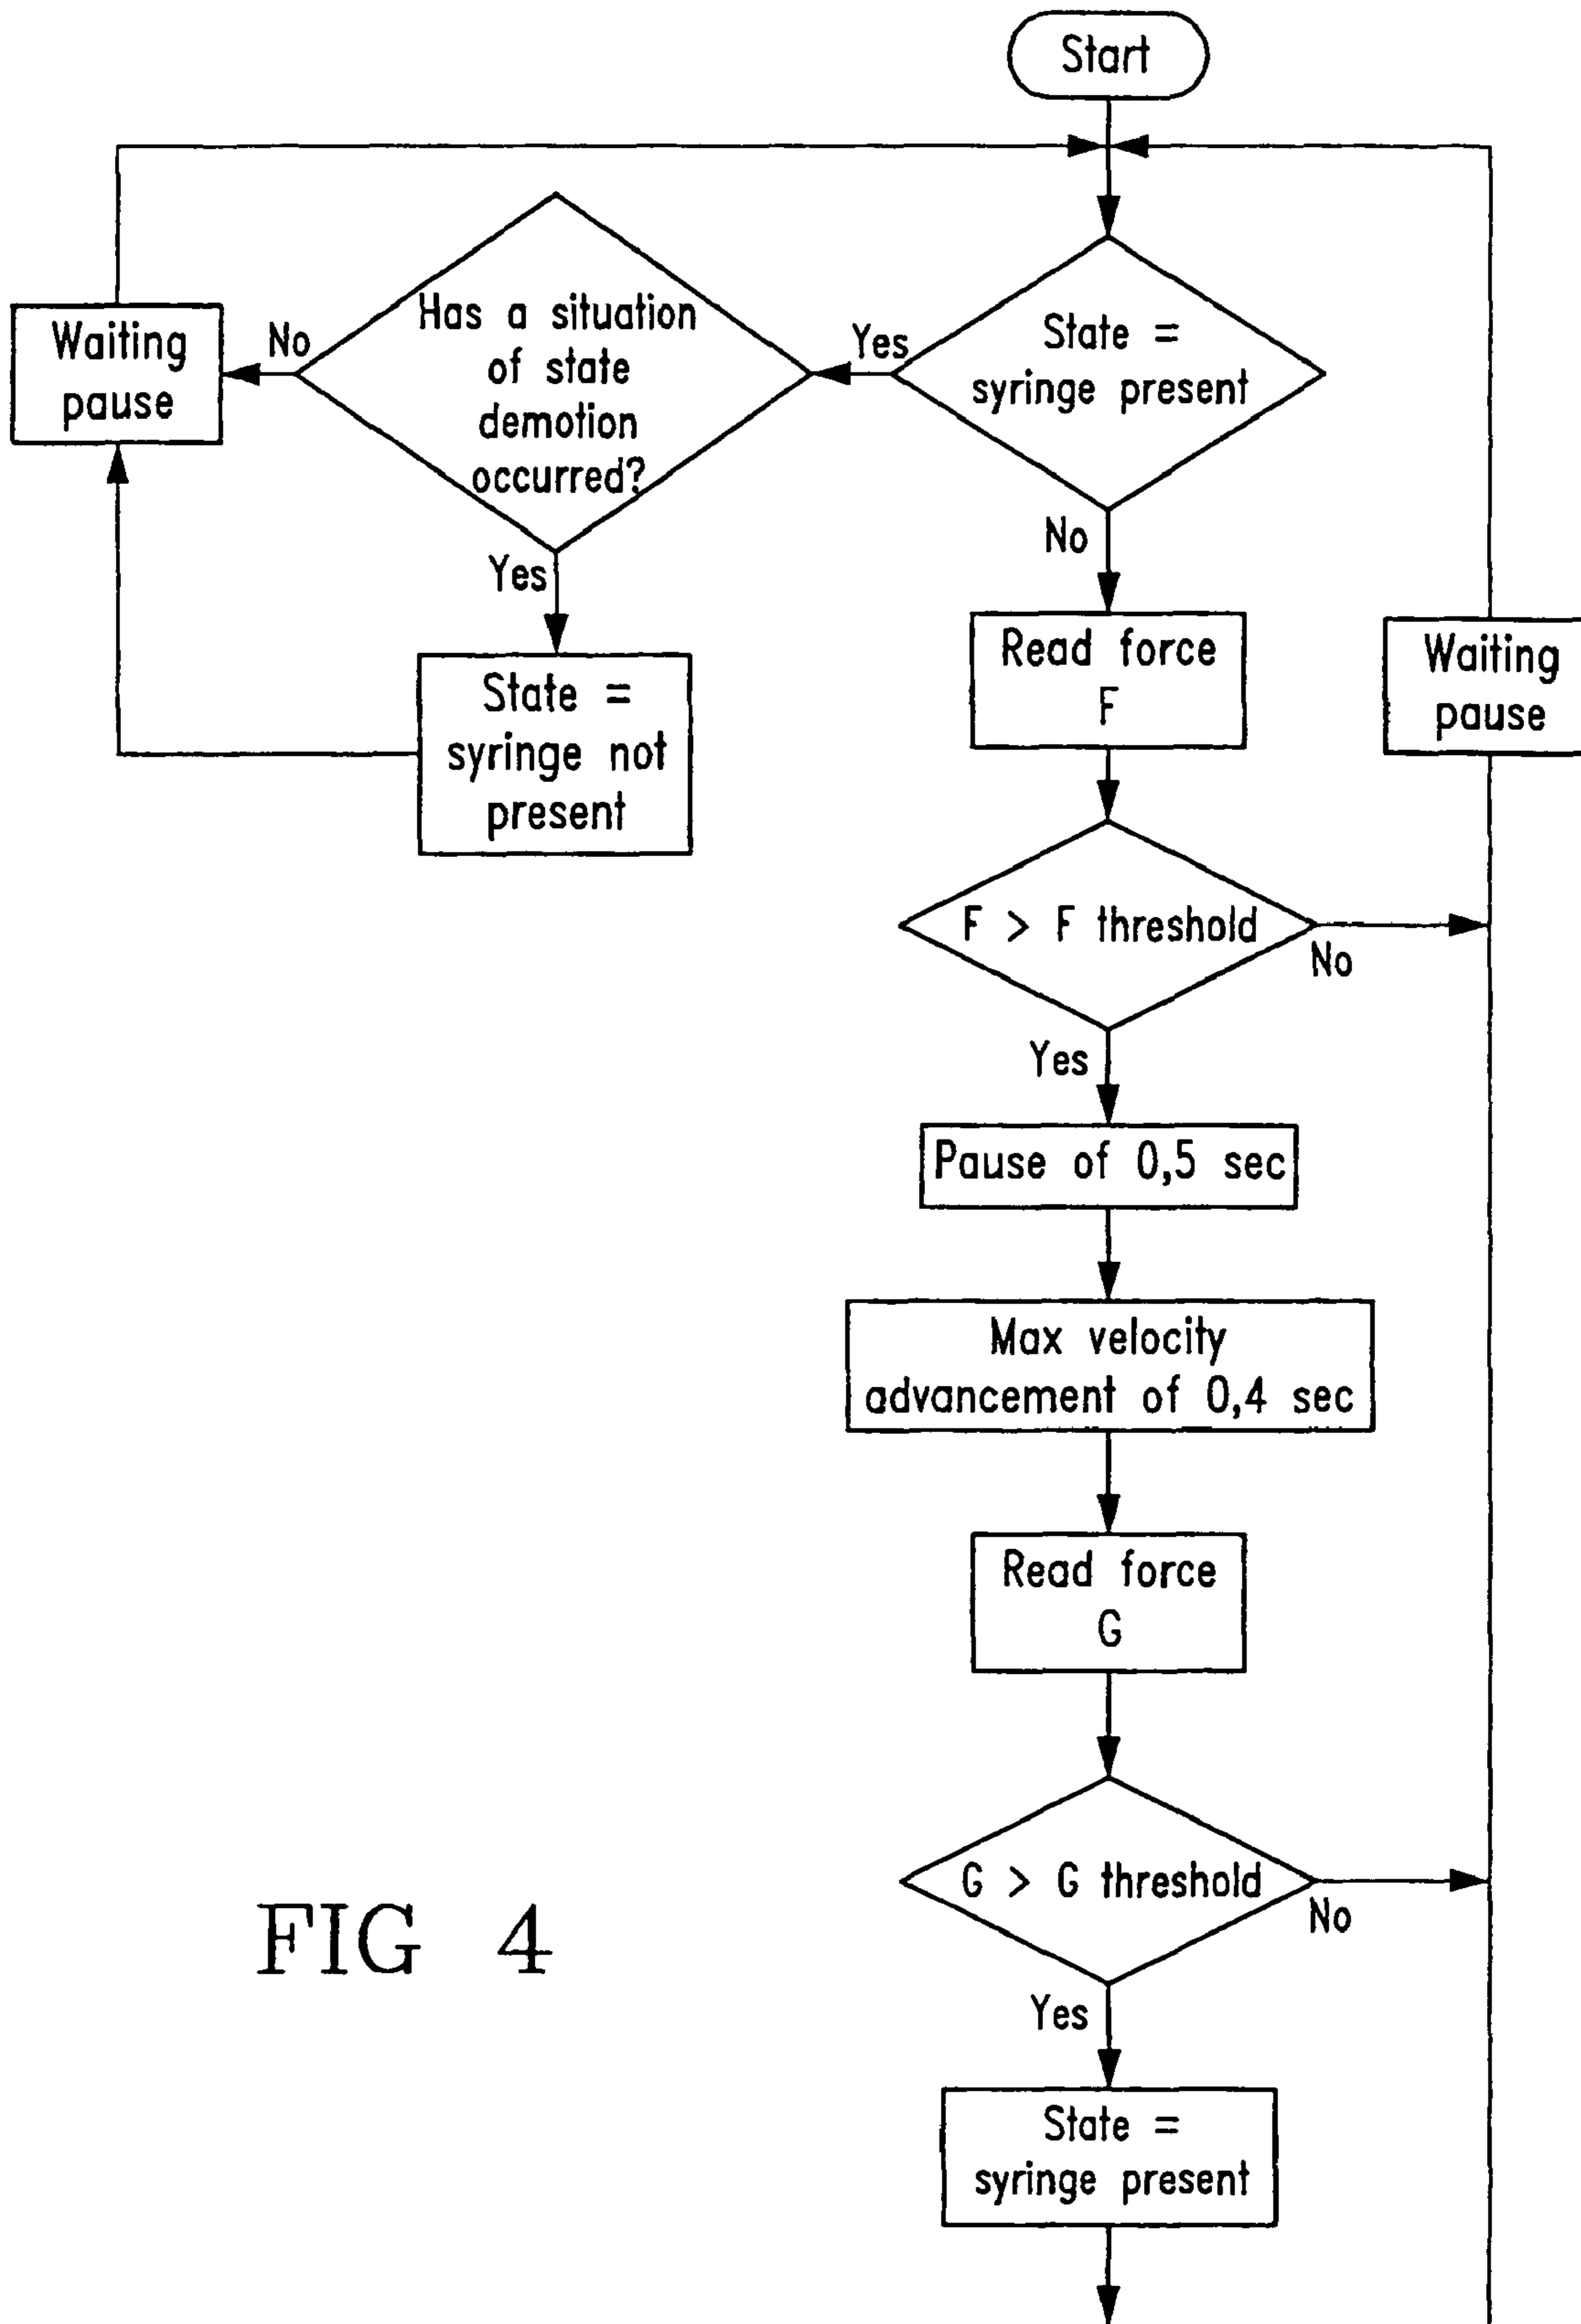 Start
Waiting
pause
No
Has a situation
of state
demotion
occurred?
Yes
State =
syringe present
Yes
State =
syringe not
present
No
Read force
F
Waiting
pause
F > F threshold
No
Yes
Pause of 0,5 sec
Max velocity
advancement of 0,4 sec
Read force
G
G > G threshold
No
Yes
State =
syringe present
FIG 4